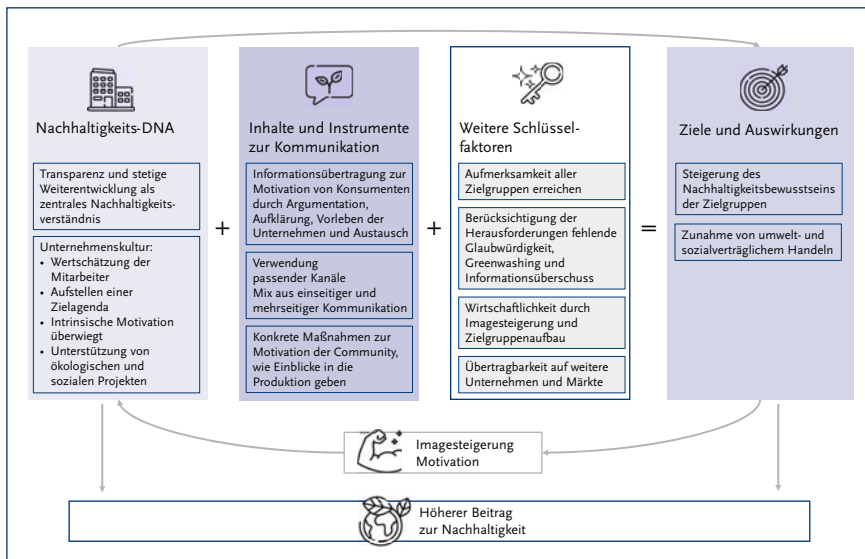 Nachhaltigkeits-DNA
Transparenz und stetige
Weiterentwicklung als
zentrales Nachhaltigkeits-
verständnis
Unternehmenskultur:
• Wertschätzung der
Mitarbeiter
• Aufstellen einer
Zielagenda
• Intrinsische Motivation
überwiegt
• Unterstützung von
ökologischen und
sozialen Projekten
+
Inhalte und Instrumente
zur Kommunikation
Informationsübertragung zur
Motivation von Konsumenten
durch Argumentation,
Aufklärung, Vorleben der
Unternehmen und Austausch
Verwendung
passender Kanäle
Mix aus einseitiger und
mehrseitiger Kommunikation
Konkrete Maßnahmen zur
Motivation der Community,
wie Einblicke in die
Produktion geben
+
Weitere Schlüssel-
faktoren
Aufmerksamkeit aller
Zielgruppen erreichen
Berücksichtigung der
Herausforderungen fehlende
Glaubwürdigkeit,
Greenwashing und
Informationsüberschuss
Wirtschaftlichkeit durch
Imagesteigerung und
Zielgruppenaufbau
Übertragbarkeit auf weitere
Unternehmen und Märkte
=
Ziele und Auswirkungen
Steigerung des
Nachhaltigkeitsbewusstseins
der Zielgruppen
Zunahme von umwelt- und
sozialverträglichem Handeln
Imagesteigerung
Motivation
Höherer Beitrag
zur Nachhaltigkeit